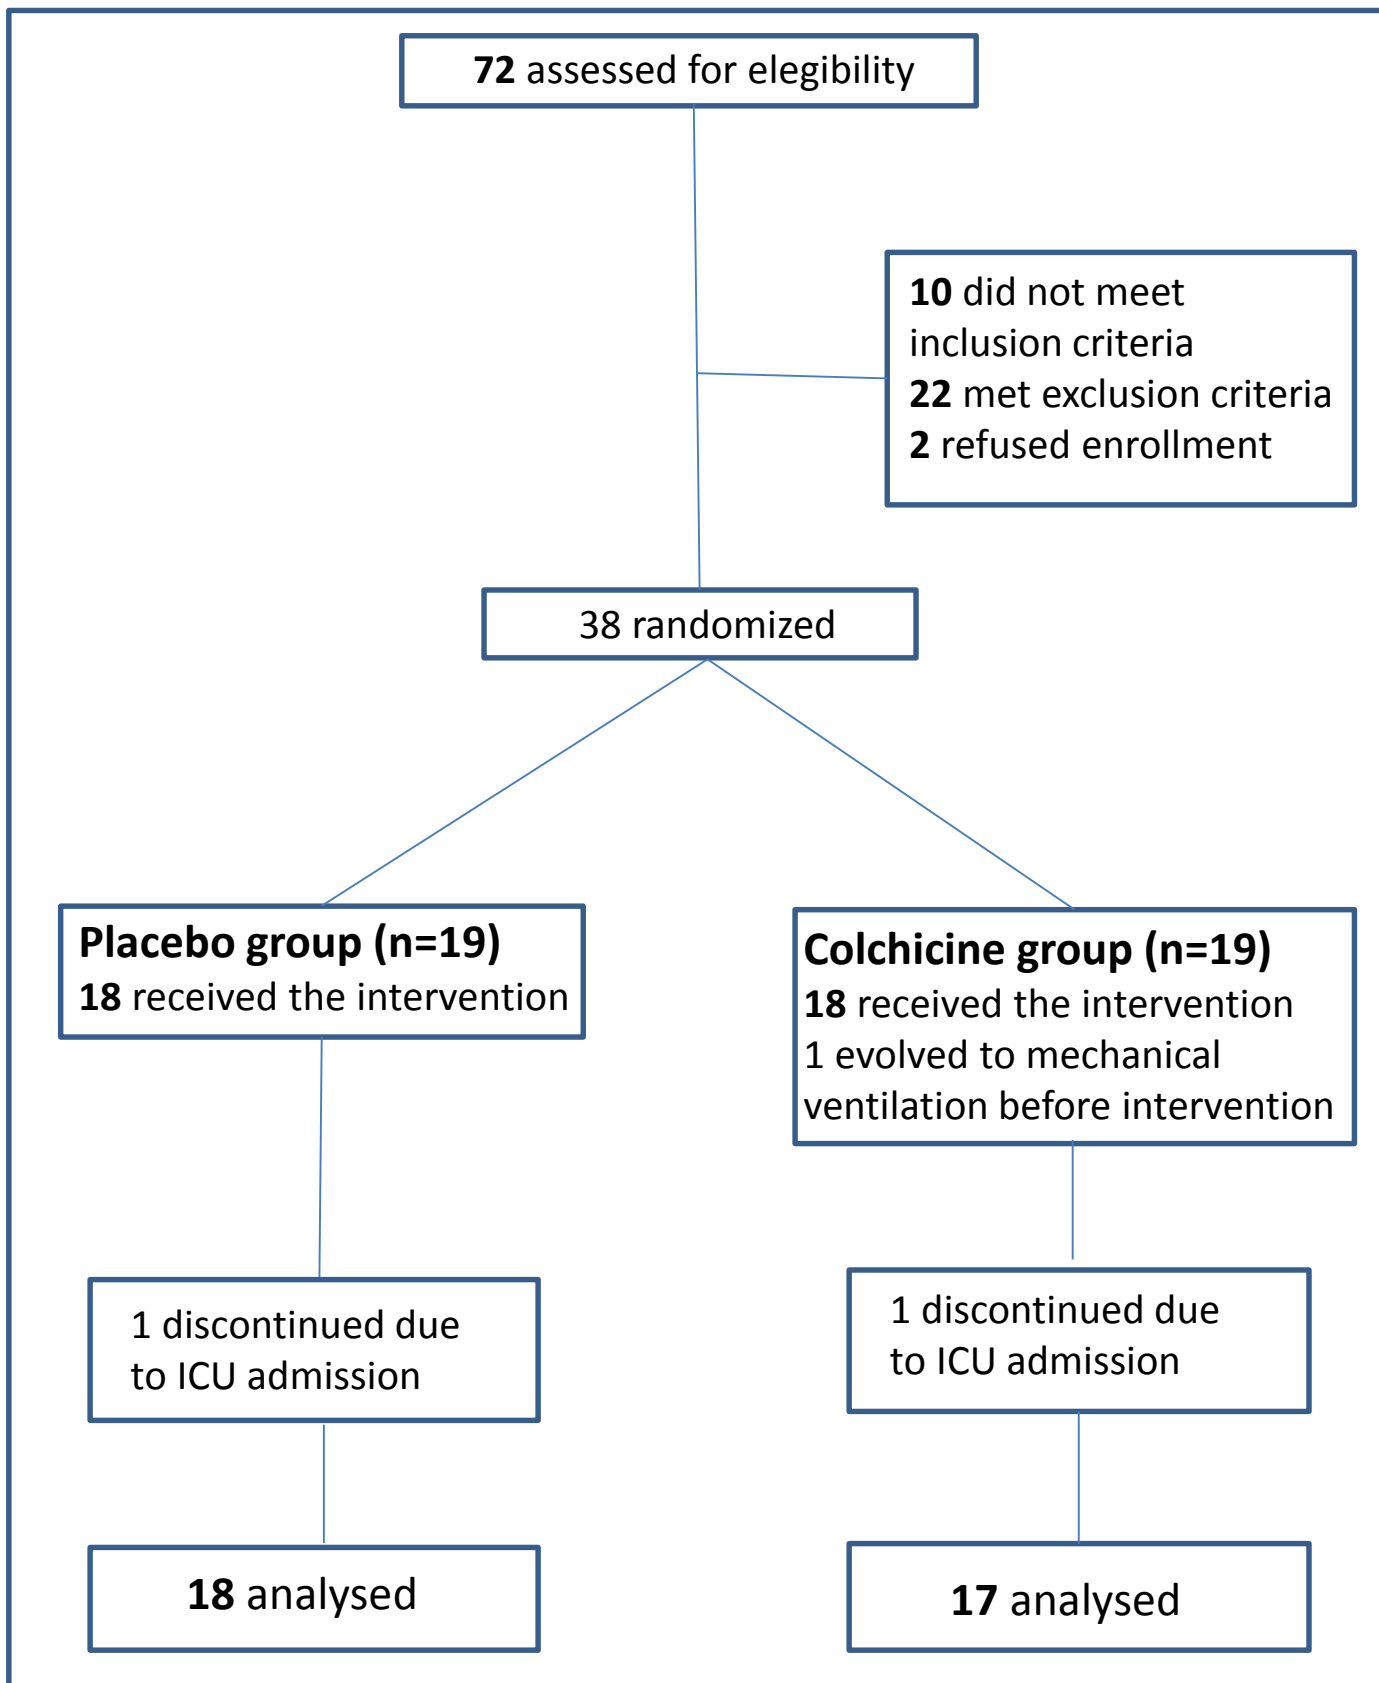 72 assessed for elegibility
10 did not meet
inclusion criteria
22 met exclusion criteria
2 refused enrollment
38 randomized
Placebo group (n=19)
18 received the intervention
Colchicine group (n=19)
18 received the intervention
1 evolved to mechanical
ventilation before intervention
1 discontinued due
to ICU admission
1 discontinued due
to ICU admission
18 analysed
17 analysed